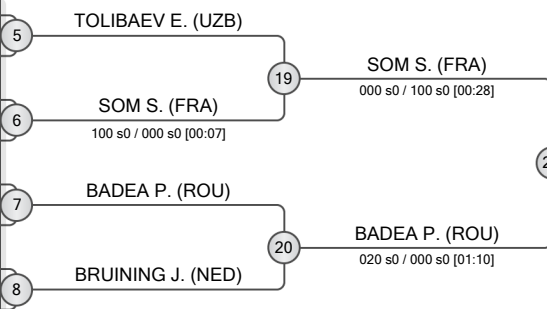 TOLIBAEV E. (UZB)
5
19
SOM S. (FRA)
000 s0 / 100 s0 [00:28]
SOM S. (FRA)
6
100 s0 / 000 s0 [00:07]
BADEA P. (ROU)
7
20
BADEA P. (ROU)
020 s0 / 000 s0 [01:10]
BRUINING J. (NED)
8